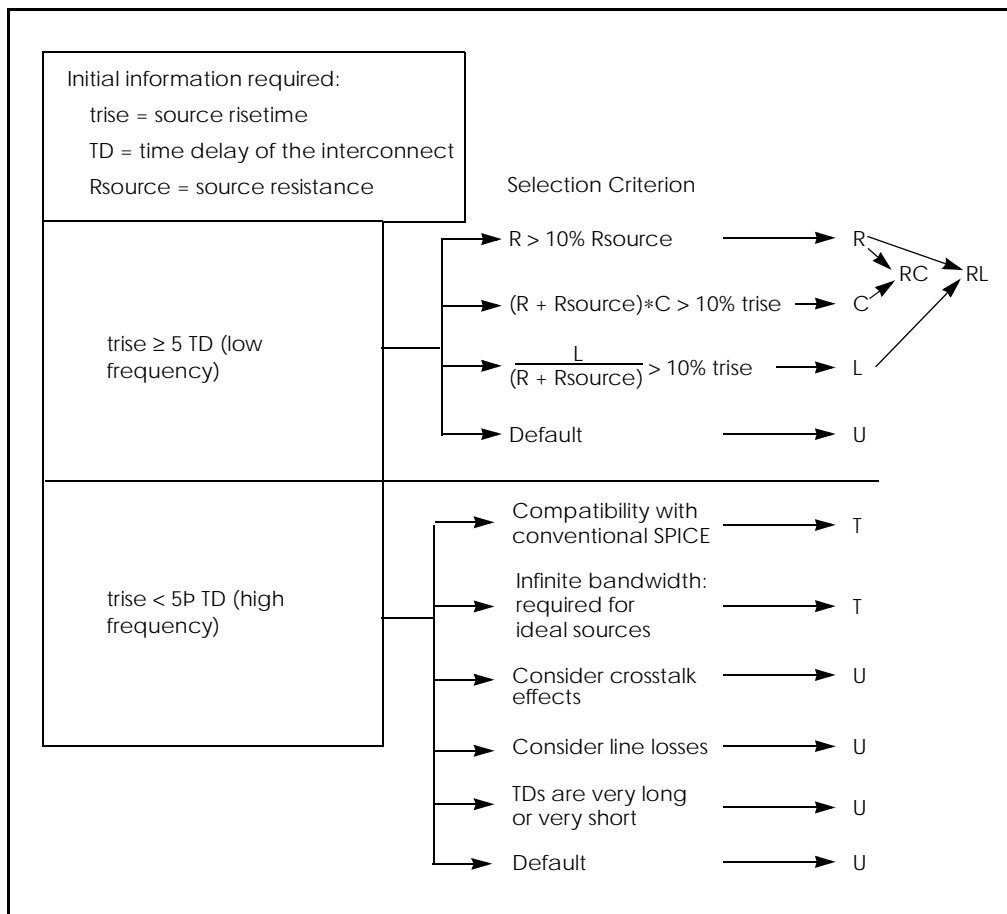 Initial information required:
trise = source risetime
TD = time delay of the interconnect
Rsource = source resistance
Selection Criterion
trise ≥ 5 TD (low
frequency)
R > 10% Rsource
R
RC
RL
(R + Rsource)∗C > 10% trise
C
L
(R + Rsource)
> 10% trise
L
Default
U
trise < 5Þ TD (high
frequency)
Compatibility with
conventional SPICE
T
Infinite bandwidth:
required for
ideal sources
T
Consider crosstalk
effects
U
Consider line losses
U
TDs are very long
or very short
U
Default
U